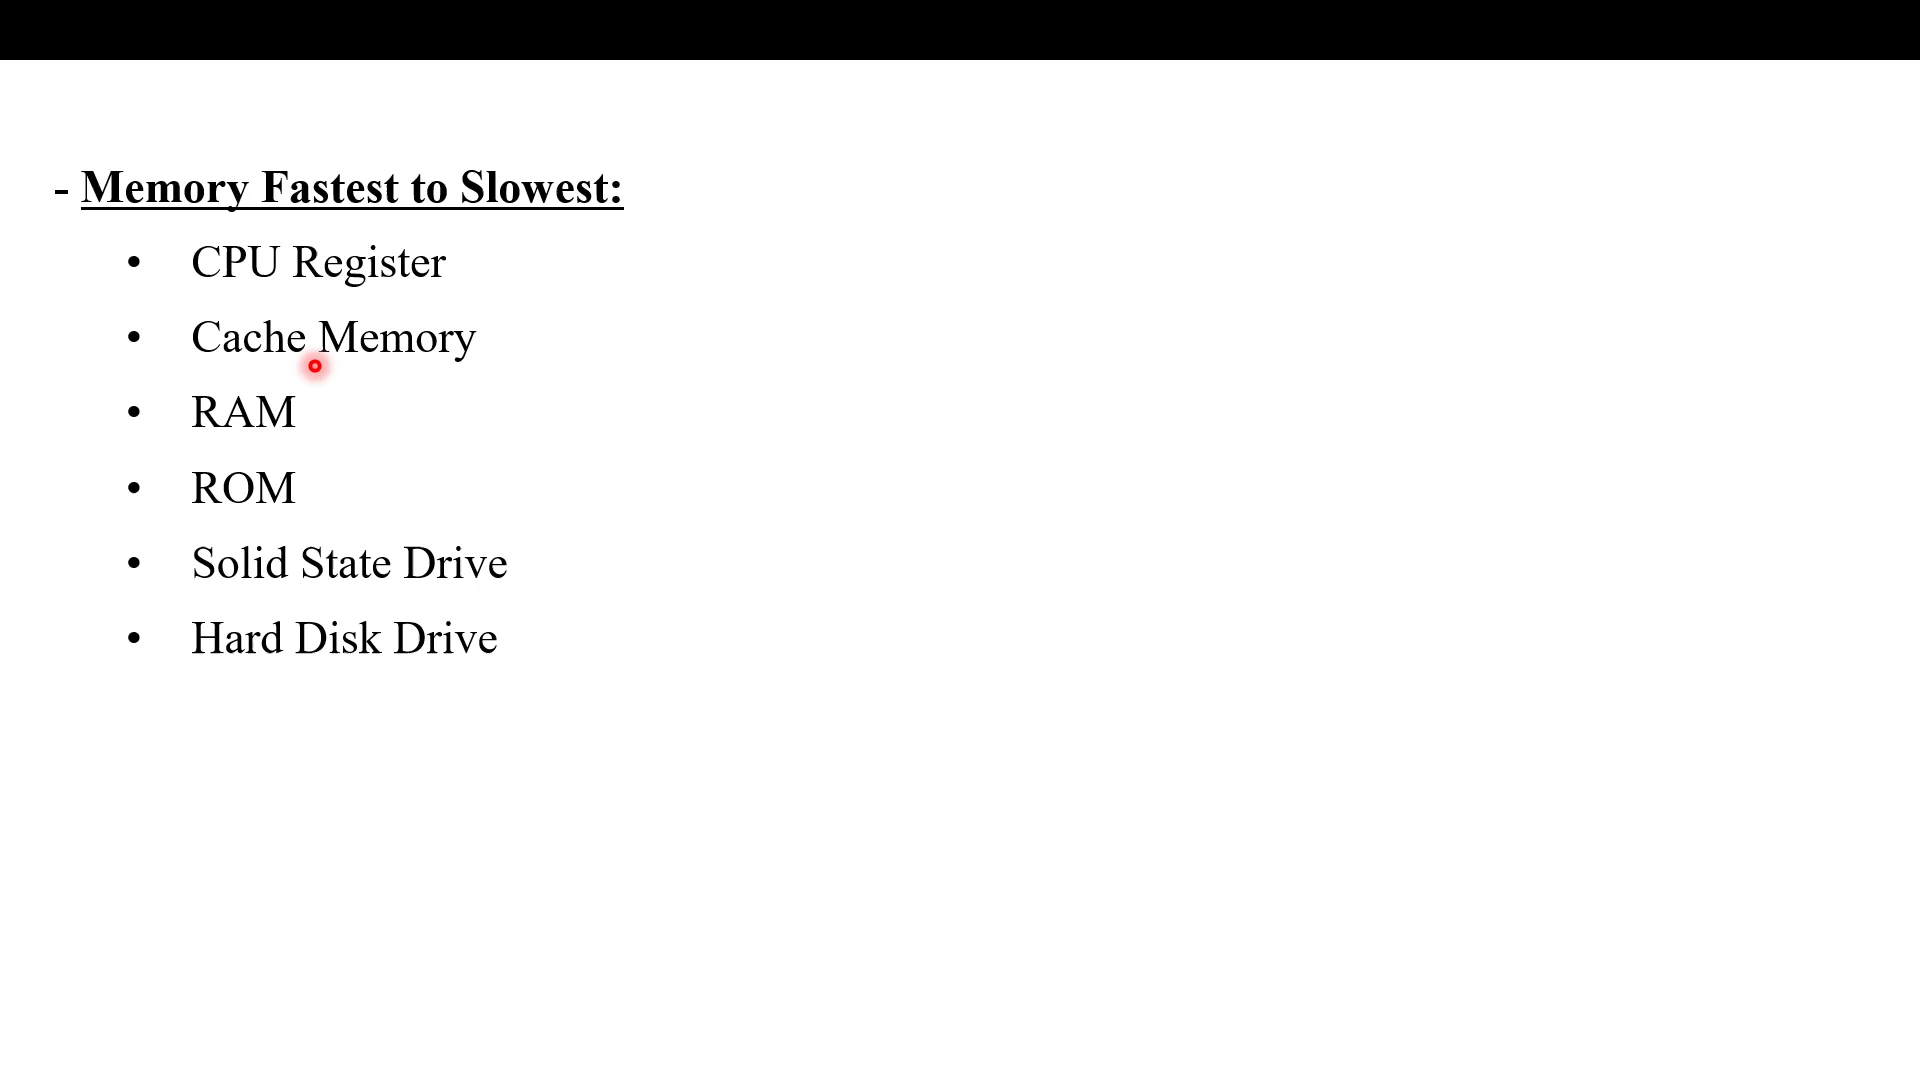 - Memory Fastest to Slowest:
• CPU Register
• Cache Memory
• RAM
• ROM
• Solid State Drive
• Hard Disk Drive